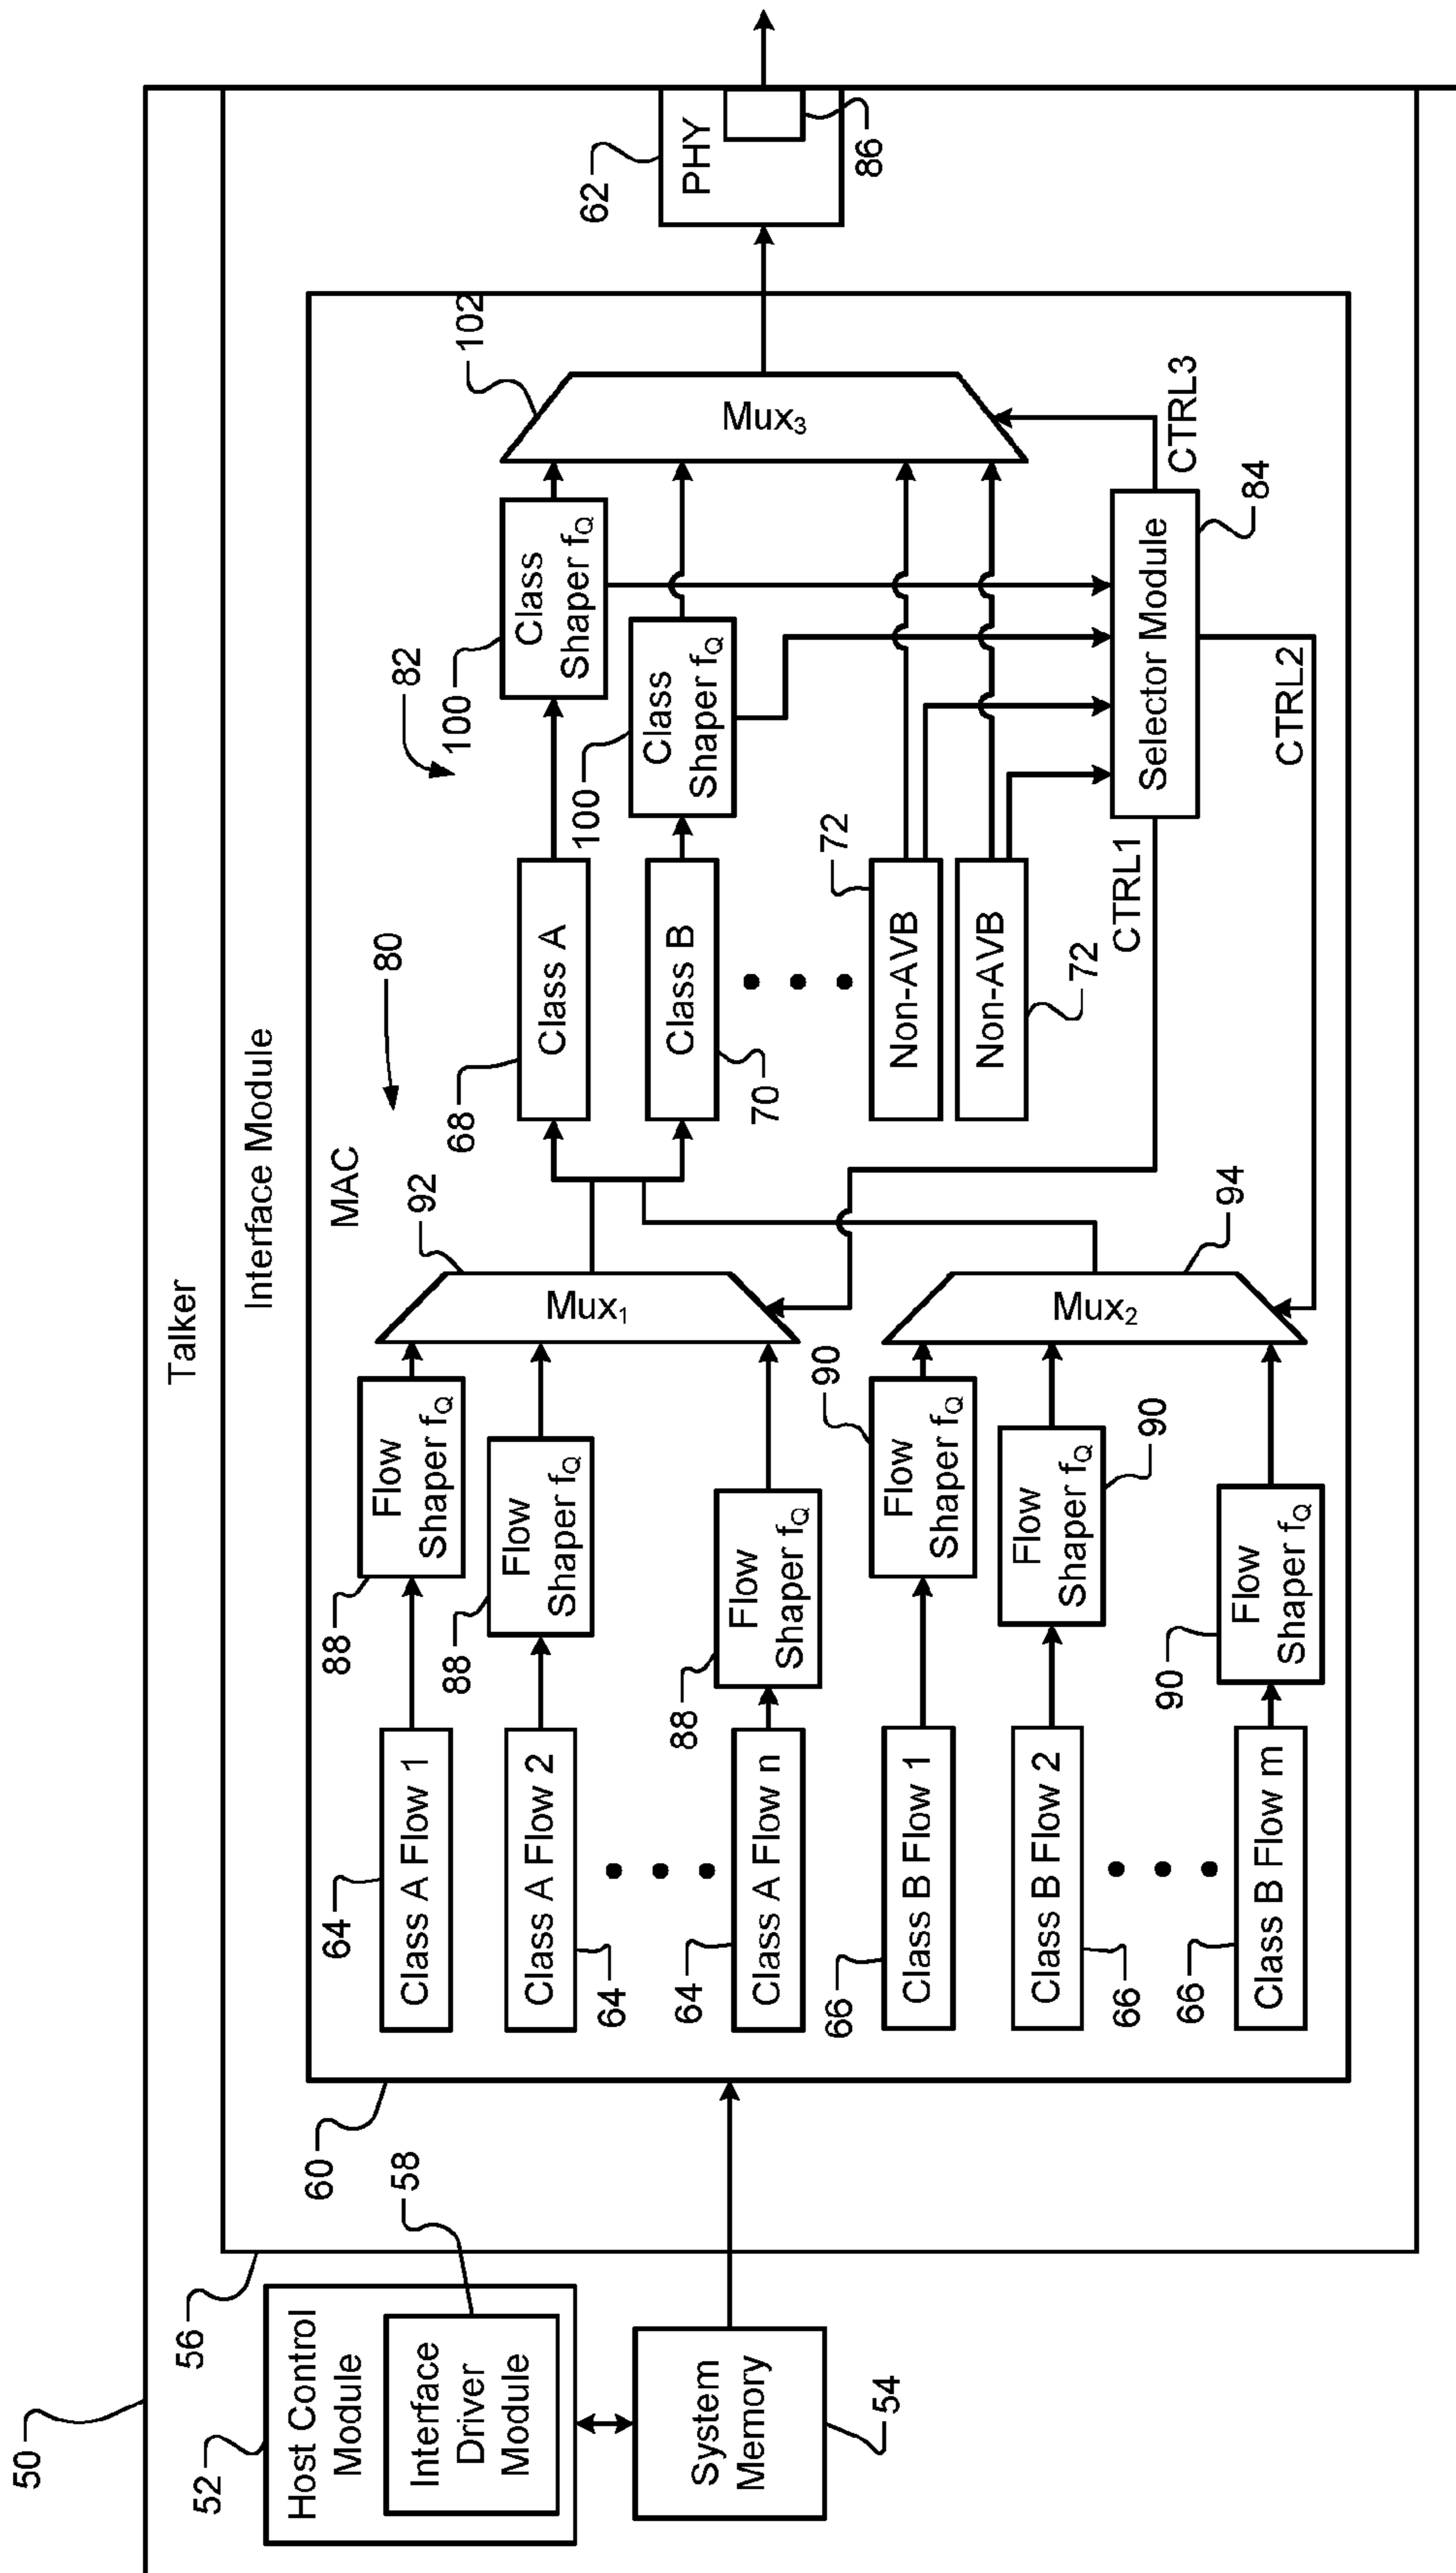 50
Talker
52
Host Control
Module
58
Interface
Driver
Module
System
Memory
54
56
Interface Module
60
MAC
80
82
64
Class A Flow 1
88
Flow
Shaper fQ
Class A Flow 2
64
88
Flow
Shaper fQ
64
Class A Flow n
88
Flow
Shaper fQ
92
Mux1
66
Class B Flow 1
90
Flow
Shaper fQ
Class B Flow 2
66
90
Flow
Shaper fQ
66
Class B Flow m
90
Flow
Shaper fQ
94
Mux2
68
Class A
100
Class
Shaper fQ
70
Class B
100
Class
Shaper fQ
72
Non-AVB
Non-AVB
72
102
Mux3
CTRL1
Selector Module
84
CTRL2
CTRL3
62
PHY
86